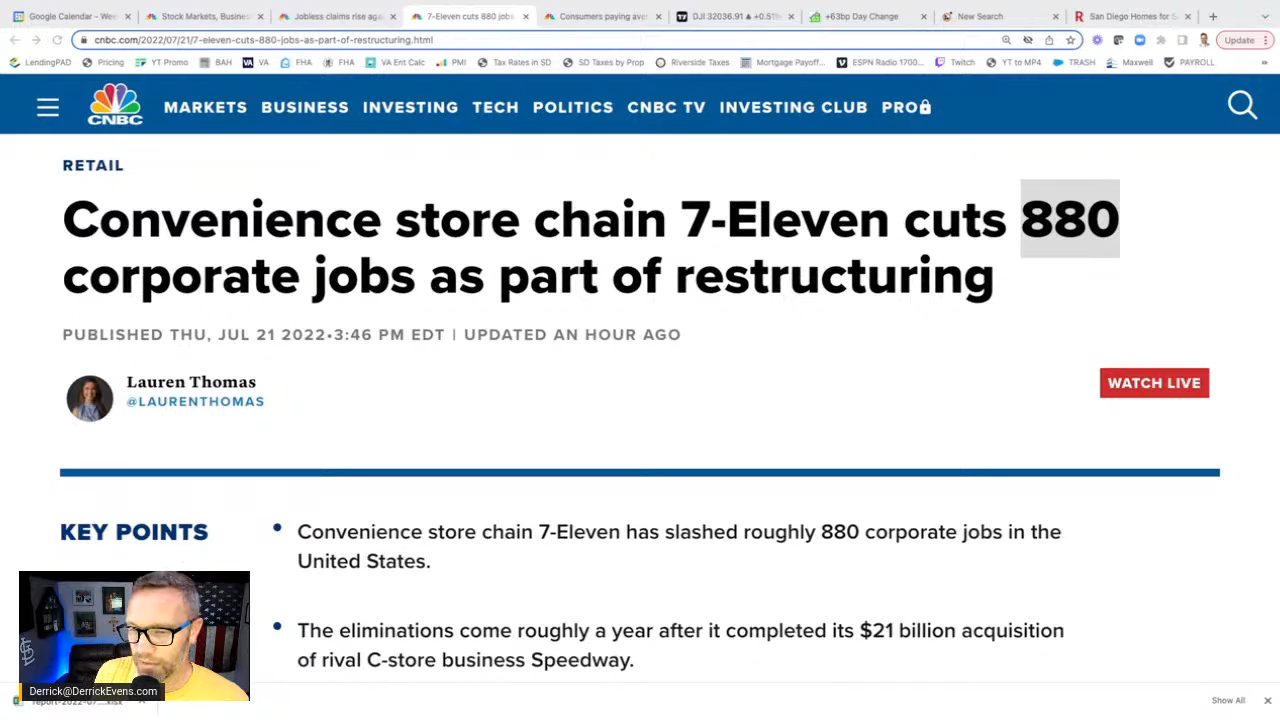 Google Calendar - Wee
Stock Markets, Busines
Jobless claims rise aga
7-Eleven cuts 880 jobs
Consumers paying ave
DJI 32036.91 ▲ +0.51%
+63bp Day Change
New Search
San Diego Homes for S
cnbc.com/2022/07/21/7-eleven-cuts-880-jobs-as-part-of-restructuring.html
Update
LendingPAD
Pricing
YT Promo
BAH
VA
FHA
FHA
VA Ent Calc
PMI
Tax Rates in SD
SD Taxes by Prop
Riverside Taxes
Mortgage Payoff...
ESPN Radio 1700...
Twitch
YT to MP4
TRASH
Maxwell
PAYROLL
CNBC
MARKETS BUSINESS INVESTING TECH POLITICS CNBC TV INVESTING CLUB PRO
RETAIL
Convenience store chain 7-Eleven cuts 880
corporate jobs as part of restructuring
PUBLISHED THU, JUL 21 2022•3:46 PM EDT | UPDATED AN HOUR AGO
Lauren Thomas
@LAURENTHOMAS
WATCH LIVE
KEY POINTS
• Convenience store chain 7-Eleven has slashed roughly 880 corporate jobs in the
United States.
• The eliminations come roughly a year after it completed its $21 billion acquisition
of rival C-store business Speedway.
Derrick@DerrickEvens.com
Show All